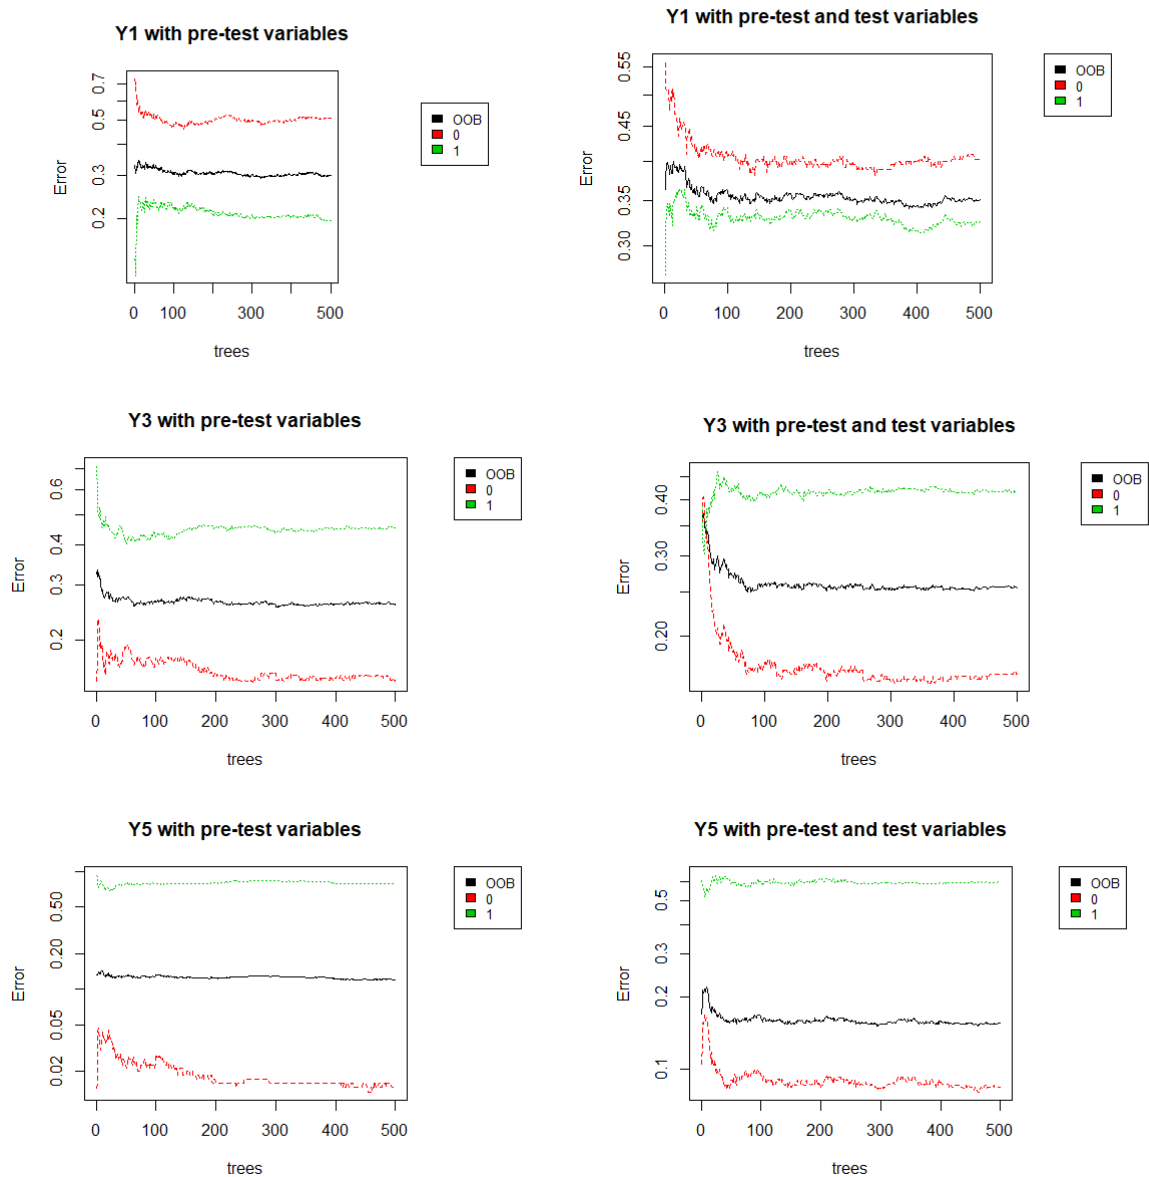 Y1 with pre-test variables
Error
0.7
0.5
0.3
0.2
0 100 300 500
trees
OOB
0
1
Y1 with pre-test and test variables
Error
0.55
0.45
0.35
0.30
0 100 200 300 400 500
trees
OOB
0
1
Y3 with pre-test variables
Error
0.6
0.4
0.3
0.2
0 100 200 300 400 500
trees
OOB
0
1
Y3 with pre-test and test variables
Error
0.40
0.30
0.20
0 100 200 300 400 500
trees
OOB
0
1
Y5 with pre-test variables
Error
0.50
0.20
0.05
0.02
0 100 200 300 400 500
trees
OOB
0
1
Y5 with pre-test and test variables
Error
0.5
0.3
0.2
0.1
0 100 200 300 400 500
trees
OOB
0
1